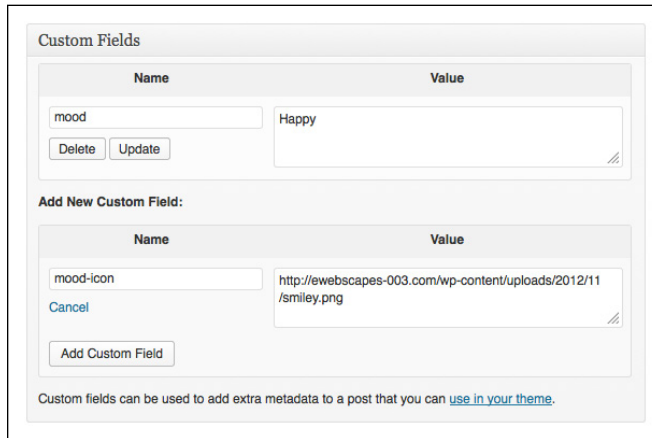 Custom Fields
Name Value
mood Happy
Delete Update
Add New Custom Field:
Name Value
mood-icon http://ewebscapes-003.com/wp-content/uploads/2012/11
/smiley.png
Cancel
Add Custom Field
Custom fields can be used to add extra metadata to a post that you can use in your theme.